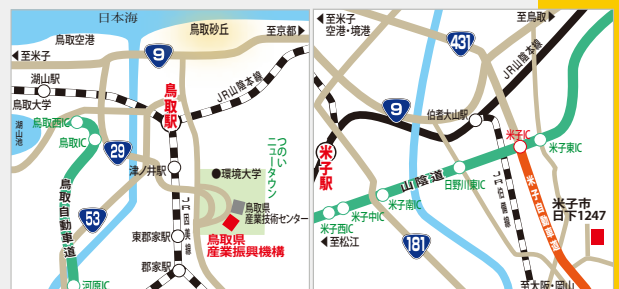 日本海
鳥取砂丘
鳥取空港
至京都
至米子
9
湖山駅
鳥取大学
鳥取駅
JR山陰本線
湖山池
鳥取西IC
鳥取IC
29
津ノ井駅
つのい
ニュータウン
環境大学
鳥取自動車道
53
JR因美線
鳥取県
産業技術センター
鳥取県
産業振興機構
東郡家駅
郡家駅
河原IC
至米子
空港・境港
至鳥取
431
JR山陰本線
9
伯耆大山駅
米子駅
米子IC
米子東IC
山陰道
日野川東IC
米子南IC
米子中IC
米子西IC
至松江
181
JR伯備線
米子自動車道
米子市
日下1247
至大阪・岡山